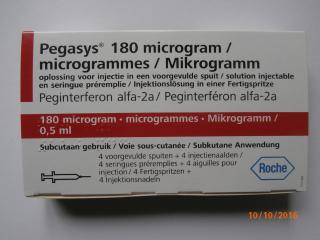 Pegasys® 180 microgram /
microgrammes / Mikrogramm
oplossing voor injectie in een voorgevulde spuit / solution injectable
en seringue préremplie / Injektionslösung in einer Fertigspritze
Peginterferon alfa-2a / Peginterféron alfa-2a
180 microgram · microgrammes · Mikrogramm /
0,5 ml
Subcutaan gebruik / Voie sous-cutanée / Subkutane Anwendung
4 voorgevulde spuiten + 4 injectienaalden /
4 seringues préremplies + 4 aiguilles pour
injection / 4 Fertigspritzen +
4 Injektionsnadeln
Roche
10/10/2016